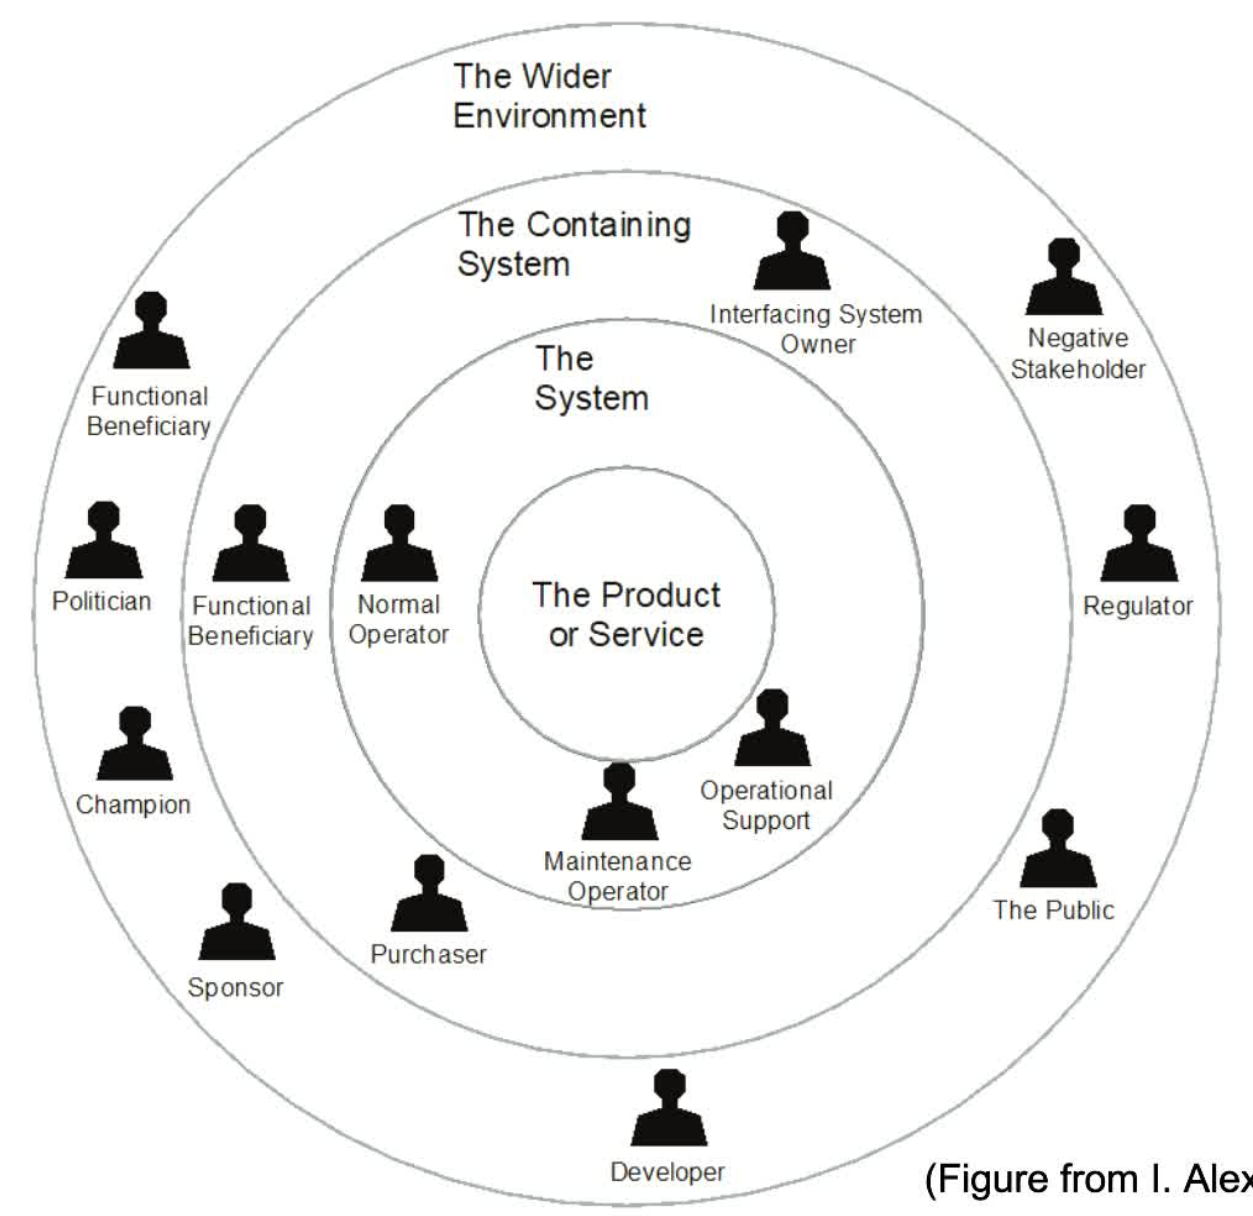 The Wider
Environment
The Containing
System
Interfacing System
Owner
Negative
Stakeholder
The
System
Functional
Beneficiary
Politician
Functional
Beneficiary
Normal
Operator
The Product
or Service
Regulator
Champion
Operational
Support
Maintenance
Operator
The Public
Purchaser
Sponsor
Developer
(Figure from I. Alex